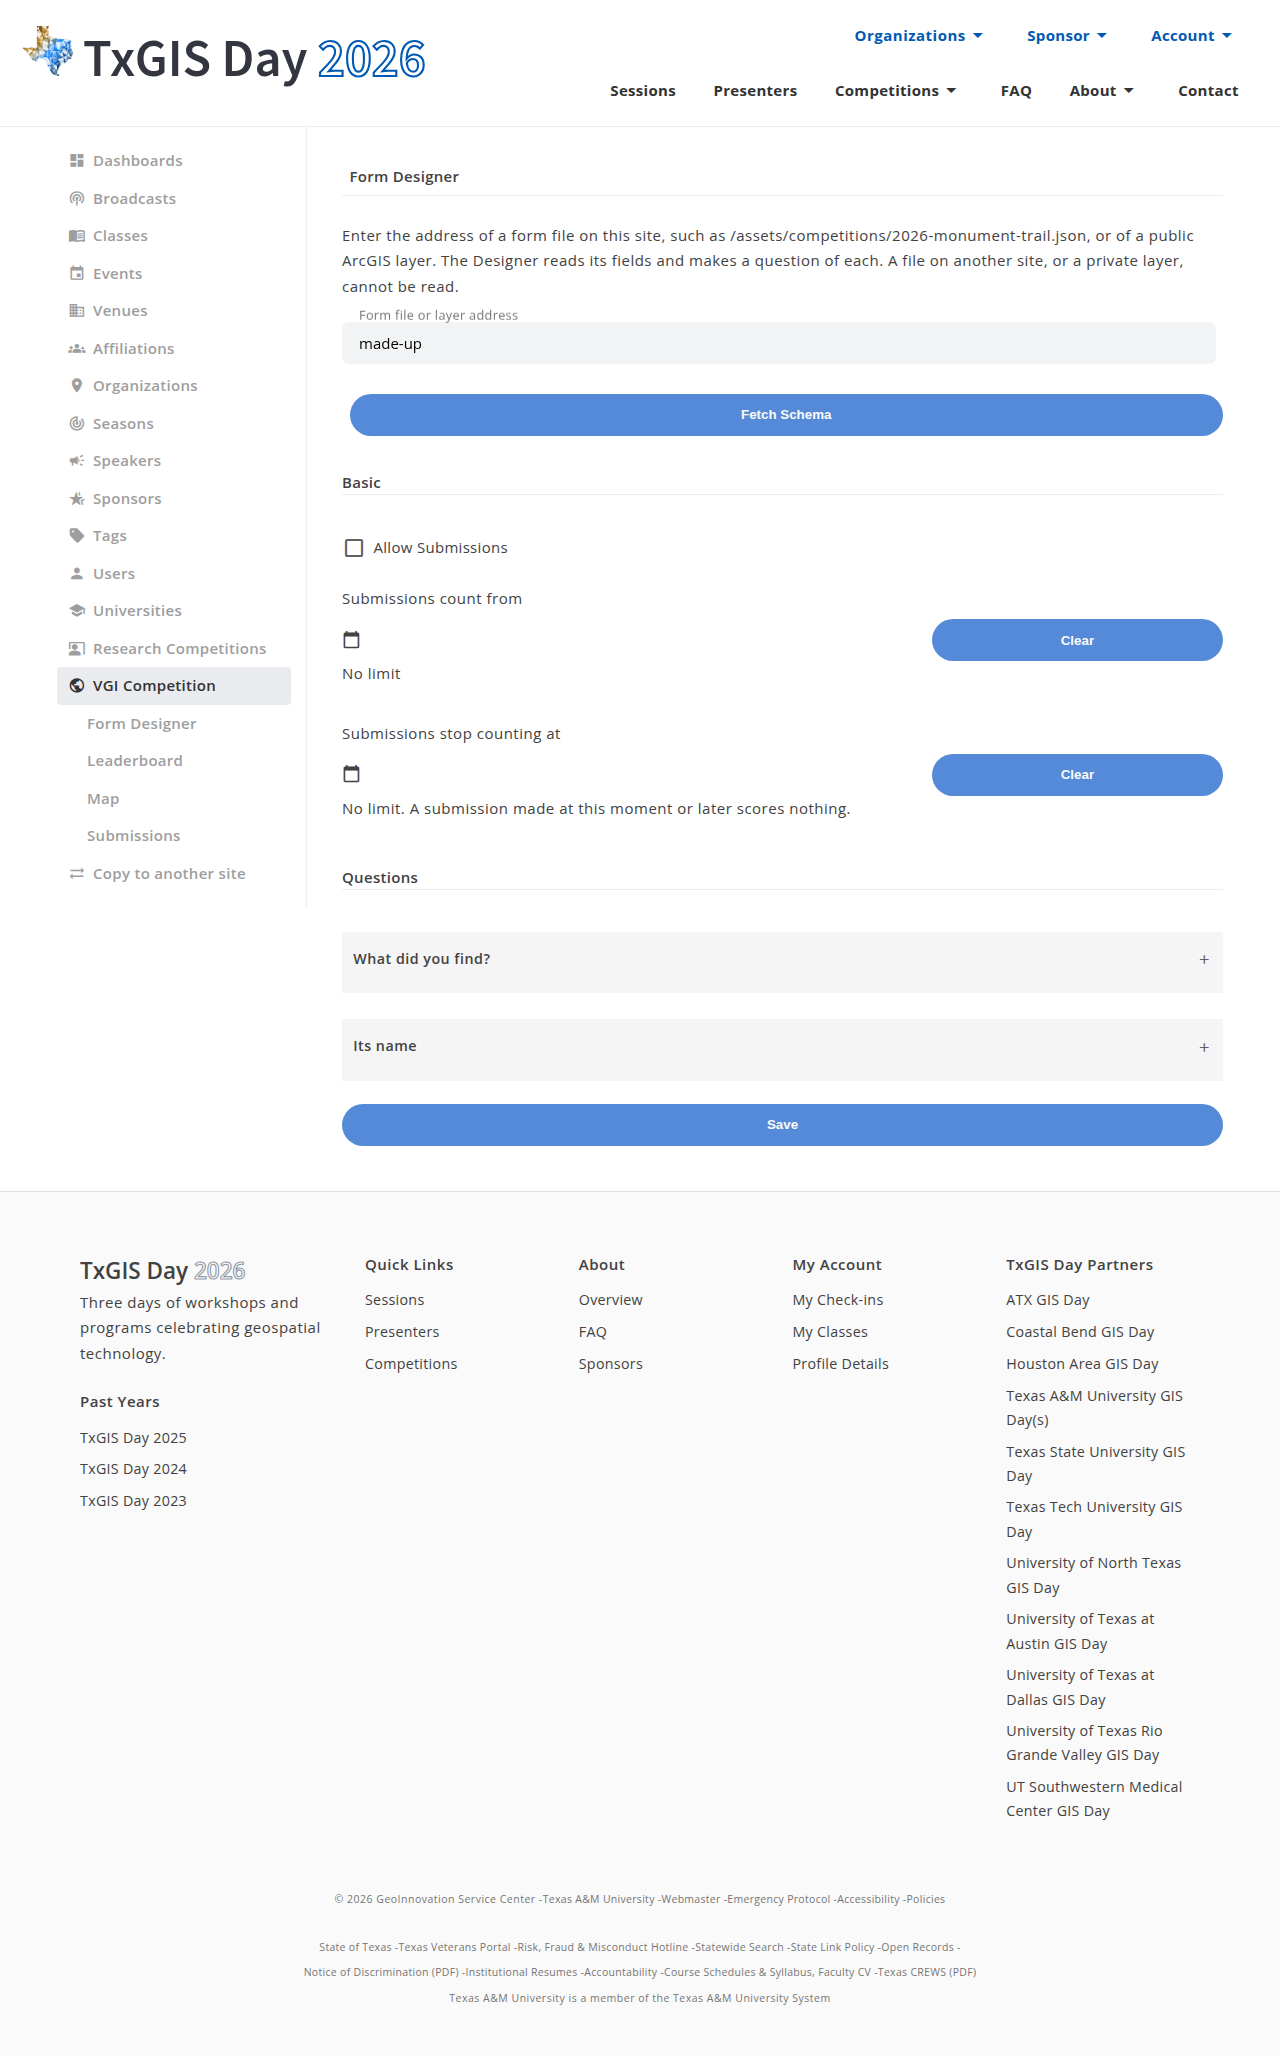 TxGIS Day 2026
Organizations
Sponsor
Account
Sessions
Presenters
Competitions
FAQ
About
Contact
Dashboards
Broadcasts
Classes
Events
Venues
Affiliations
Organizations
Seasons
Speakers
Sponsors
Tags
Users
Universities
Research Competitions
VGI Competition
Form Designer
Leaderboard
Map
Submissions
Copy to another site
Form Designer
Enter the address of a form file on this site, such as /assets/competitions/2026-monument-trail.json, or of a public
ArcGIS layer. The Designer reads its fields and makes a question of each. A file on another site, or a private layer,
cannot be read.
Form file or layer address
made-up
Fetch Schema
Basic
Allow Submissions
Submissions count from
Clear
No limit
Submissions stop counting at
Clear
No limit. A submission made at this moment or later scores nothing.
Questions
What did you find?
+
Its name
+
Save
TxGIS Day 2026
Three days of workshops and
programs celebrating geospatial
technology.
Past Years
TxGIS Day 2025
TxGIS Day 2024
TxGIS Day 2023
Quick Links
Sessions
Presenters
Competitions
About
Overview
FAQ
Sponsors
My Account
My Check-ins
My Classes
Profile Details
TxGIS Day Partners
ATX GIS Day
Coastal Bend GIS Day
Houston Area GIS Day
Texas A&M University GIS
Day(s)
Texas State University GIS
Day
Texas Tech University GIS
Day
University of North Texas
GIS Day
University of Texas at
Austin GIS Day
University of Texas at
Dallas GIS Day
University of Texas Rio
Grande Valley GIS Day
UT Southwestern Medical
Center GIS Day
© 2026 GeoInnovation Service Center -Texas A&M University -Webmaster -Emergency Protocol -Accessibility -Policies
State of Texas -Texas Veterans Portal -Risk, Fraud & Misconduct Hotline -Statewide Search -State Link Policy -Open Records -
Notice of Discrimination (PDF) -Institutional Resumes -Accountability -Course Schedules & Syllabus, Faculty CV -Texas CREWS (PDF)
Texas A&M University is a member of the Texas A&M University System